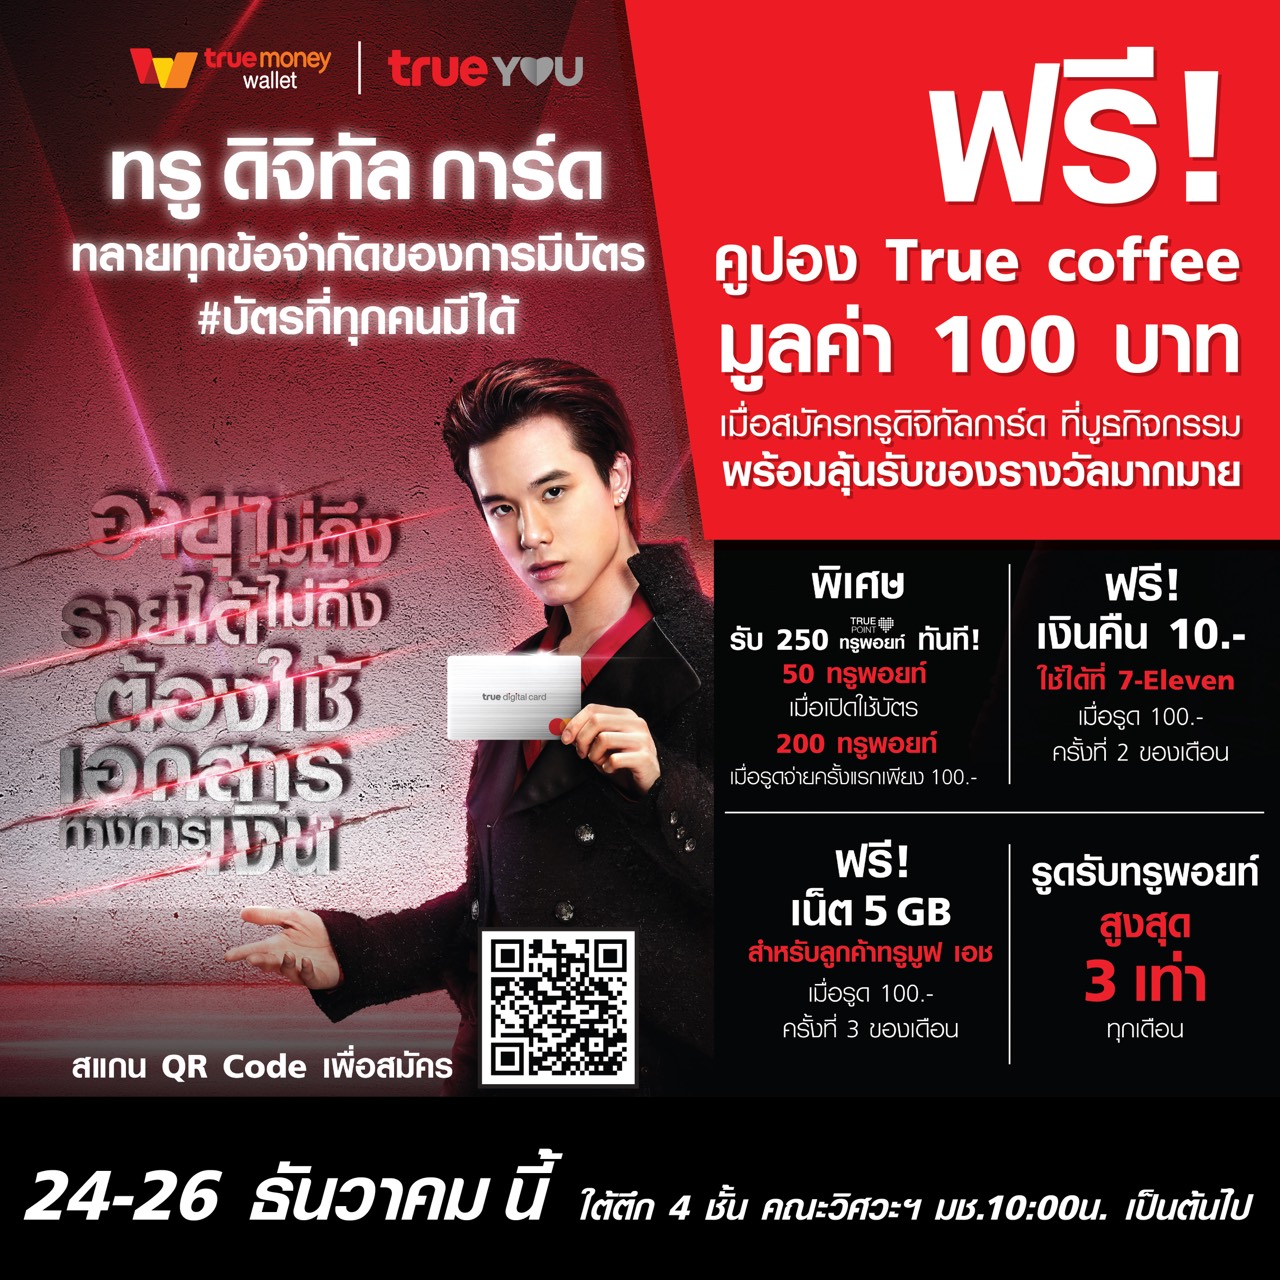 truemoney
wallet
true YOU
ทรู ดิจิทัล การ์ด
ทลายทุกข้อจำกัดของการมีบัตร
#บัตรที่ทุกคนมีได้
ฟรี!
คูปอง True coffee
มูลค่า 100 บาท
เมื่อสมัครทรูดิจิทัลการ์ด ที่บูธกิจกรรม
พร้อมลุ้นรับของรางวัลมากมาย
อายุไม่ถึง
รายได้ไม่ถึง
ต้องใช้
เอกสาร
ทางการเงิน
true digital card
พิเศษ
รับ 250 TRUE POINT ทรูพอยท์ ทันที!
50 ทรูพอยท์
เมื่อเปิดใช้บัตร
200 ทรูพอยท์
เมื่อรูดจ่ายครั้งแรกเพียง 100.-
ฟรี!
เงินคืน 10.-
ใช้ได้ที่ 7-Eleven
เมื่อรูด 100.-
ครั้งที่ 2 ของเดือน
ฟรี!
เน็ต 5 GB
สำหรับลูกค้าทรูมูฟ เอช
เมื่อรูด 100.-
ครั้งที่ 3 ของเดือน
รูดรับทรูพอยท์
สูงสุด
3 เท่า
ทุกเดือน
สแกน QR Code เพื่อสมัคร
24-26 ธันวาคม นี้ ใต้ตึก 4 ชั้น คณะวิศวะฯ มช.10:00น. เป็นต้นไป